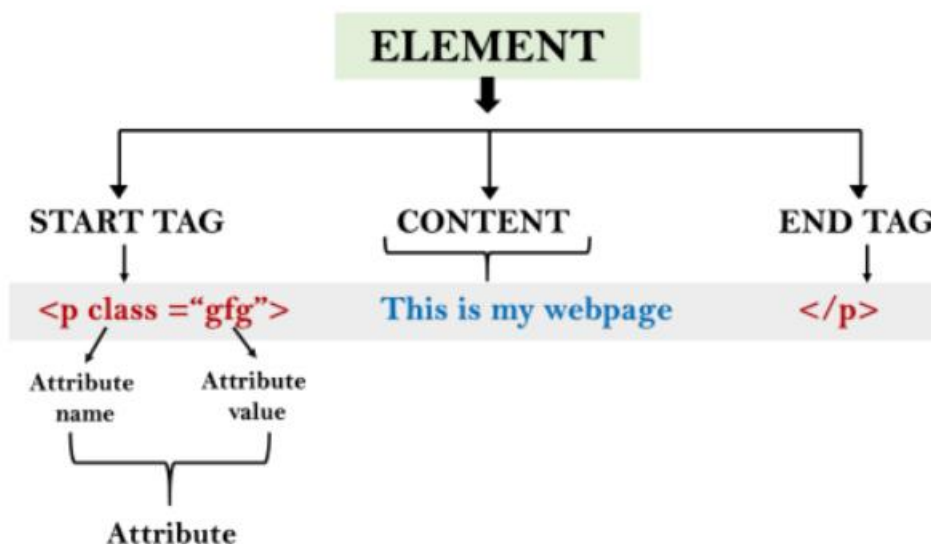 ELEMENT
START TAG
CONTENT
END TAG
<p class =“gfg”>
This is my webpage
</p>
Attribute
name
Attribute
value
Attribute